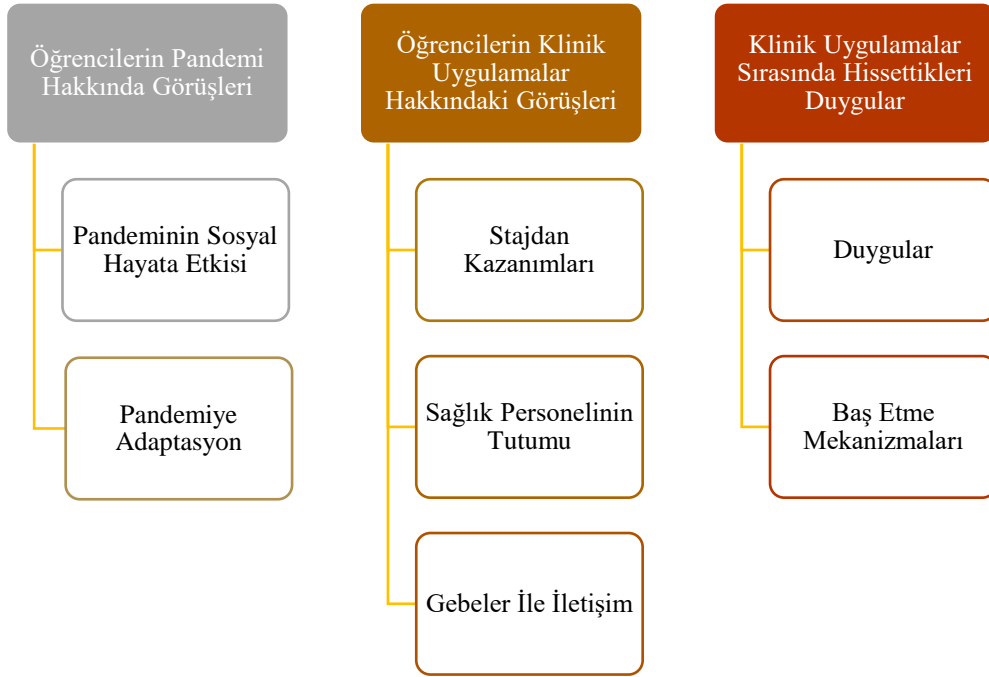 Öğrencilerin Pandemi
Hakkında Görüşleri
Pandeminin Sosyal
Hayata Etkisi
Pandemiye
Adaptasyon
Öğrencilerin Klinik
Uygulamalar
Hakkındaki Görüşleri
Stajdan
Kazanımları
Sağlık Personelinin
Tutumu
Gebeler İle İletişim
Klinik Uygulamalar
Sırasında Hissettikleri
Duygular
Duygular
Baş Etme
Mekanizmaları